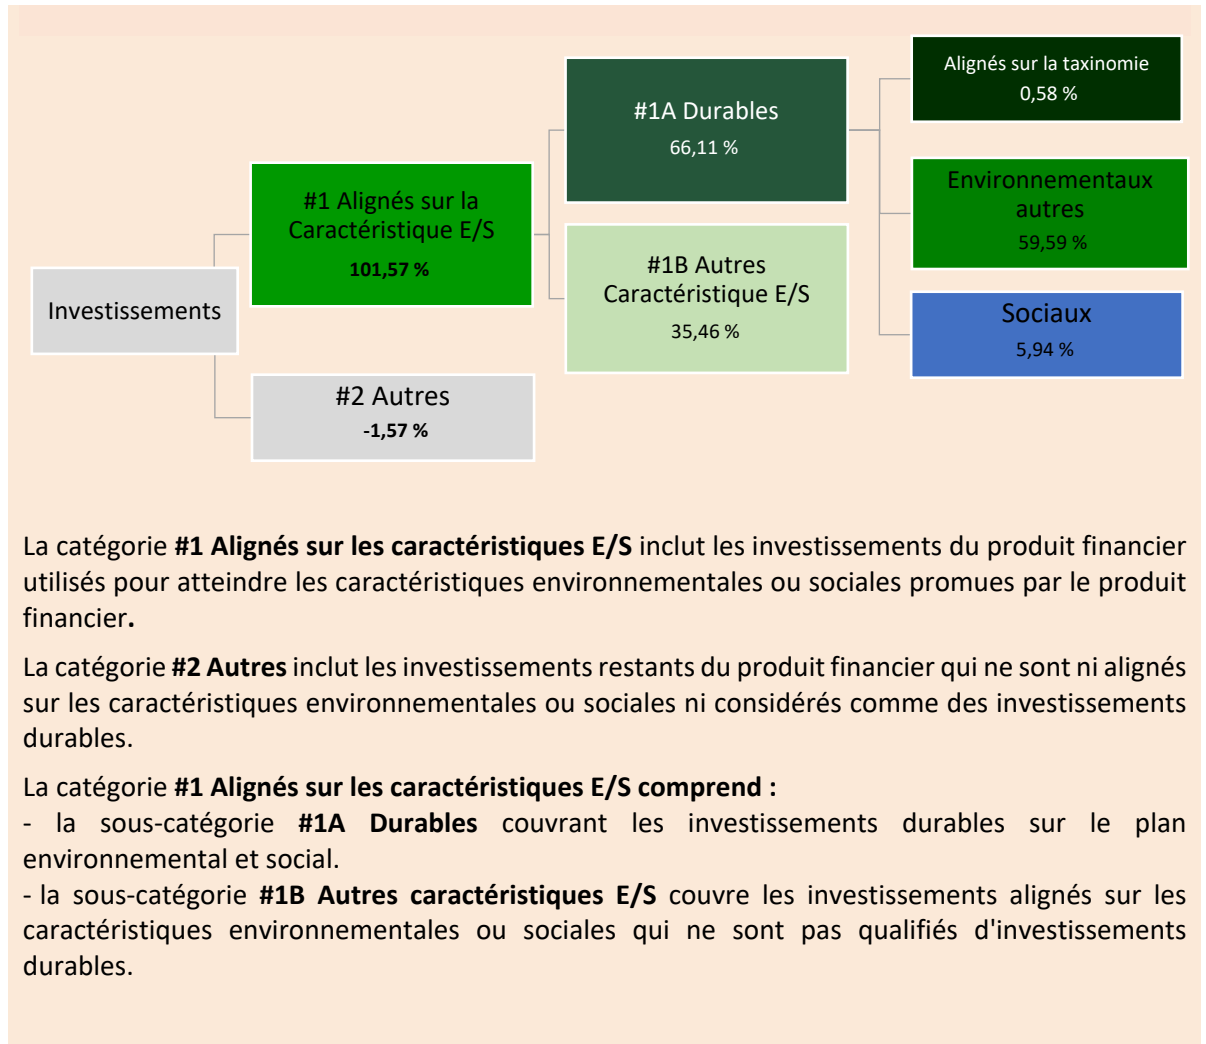 Investissements
#1 Alignés sur la
Caractéristique E/S
101,57 %
#2 Autres
-1,57 %
#1A Durables
66,11 %
#1B Autres
Caractéristique E/S
35,46 %
Alignés sur la taxinomie
0,58 %
Environnementaux
autres
59,59 %
Sociaux
5,94 %
La catégorie #1 Alignés sur les caractéristiques E/S inclut les investissements du produit financier
utilisés pour atteindre les caractéristiques environnementales ou sociales promues par le produit
financier.
La catégorie #2 Autres inclut les investissements restants du produit financier qui ne sont ni alignés
sur les caractéristiques environnementales ou sociales ni considérés comme des investissements
durables.
La catégorie #1 Alignés sur les caractéristiques E/S comprend :
- la sous-catégorie #1A Durables couvrant les investissements durables sur le plan
environnemental et social.
- la sous-catégorie #1B Autres caractéristiques E/S couvre les investissements alignés sur les
caractéristiques environnementales ou sociales qui ne sont pas qualifiés d'investissements
durables.